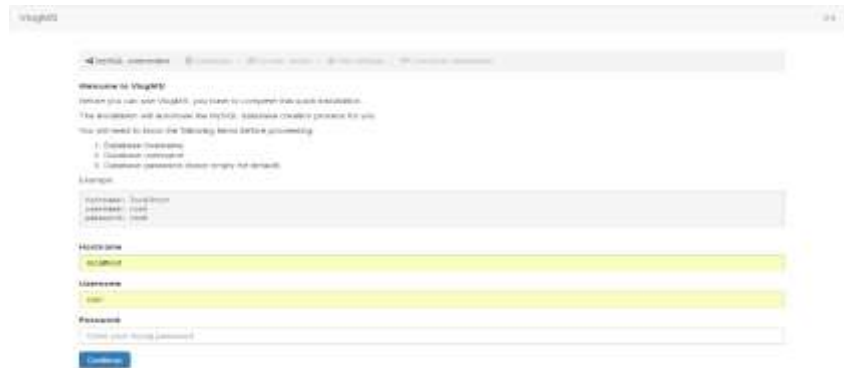 VlogMS
MySQL connection
Welcome to VlogMS
Before you can use VlogMS, you have to complete this quick installation.
The installation will automate the MySQL database creation process for you.
You will need to know the following items before proceeding.
1. Database hostname
2. Database username
3. Database password (leave empty for default)
Example:
hostname: localhost
username: root
password: root
Hostname
localhost
Username
root
Password
Enter your mysql password
Continue